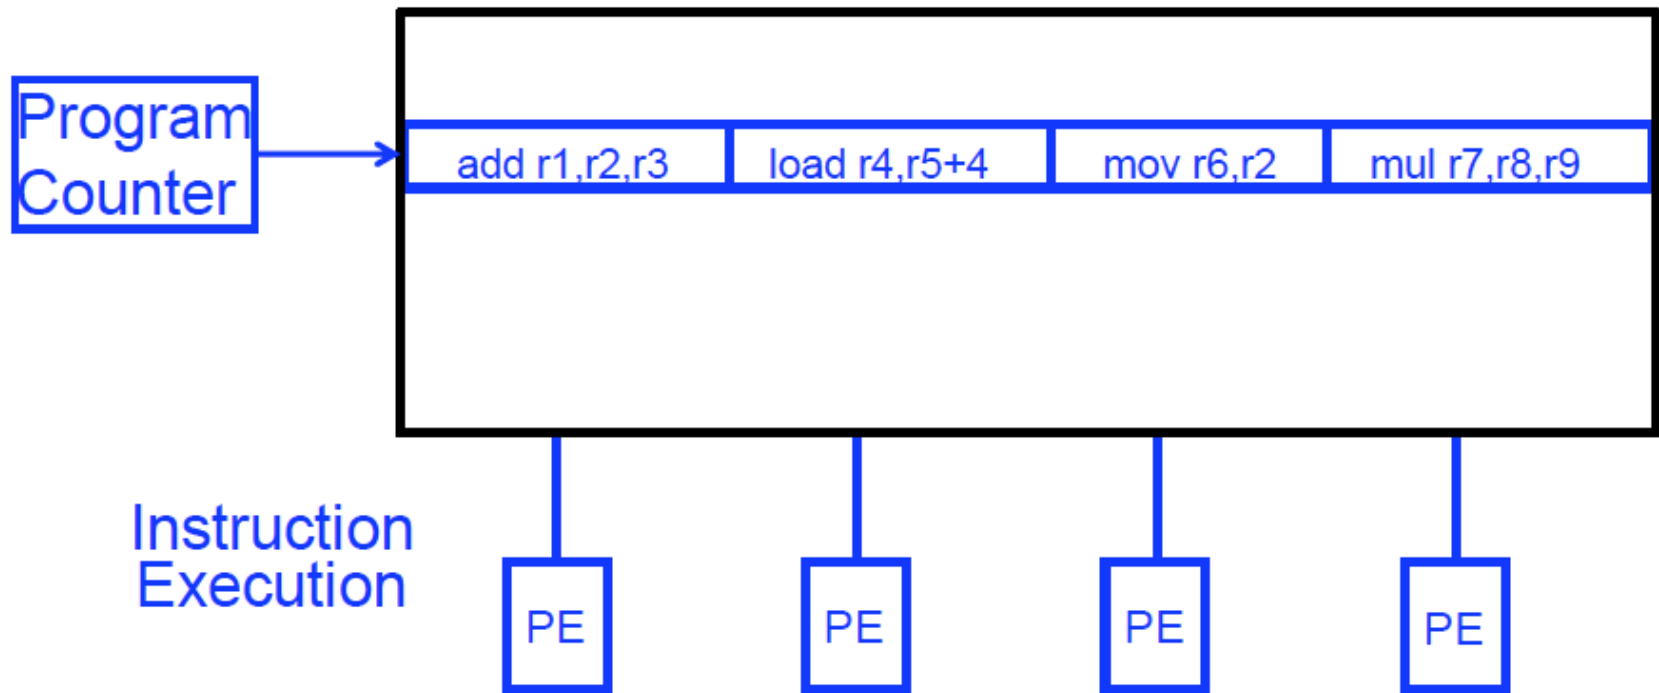 Program
Counter
add r1,r2,r3
load r4,r5+4
mov r6,r2
mul r7,r8,r9
Instruction
Execution
PE
PE
PE
PE